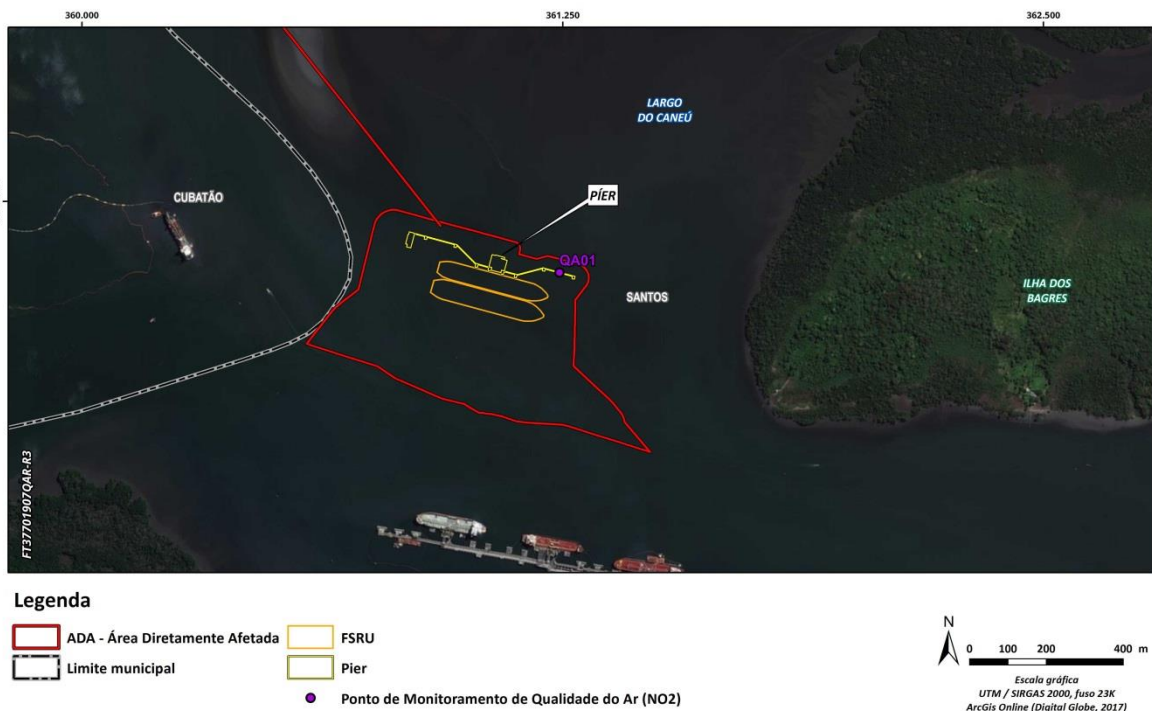 360.000
361.250
362.500
LARGO
DO CANEÚ
CUBATÃO
PÍER
QA01
SANTOS
ILHA DOS
BAGRES
FT37701907QAR-R3
Legenda
ADA - Área Diretamente Afetada
FSRU
Limite municipal
Pier
Ponto de Monitoramento de Qualidade do Ar (NO2)
N
0 100 200 400 m
Escala gráfica
UTM / SIRGAS 2000, fuso 23K
ArcGis Online (Digital Globe, 2017)